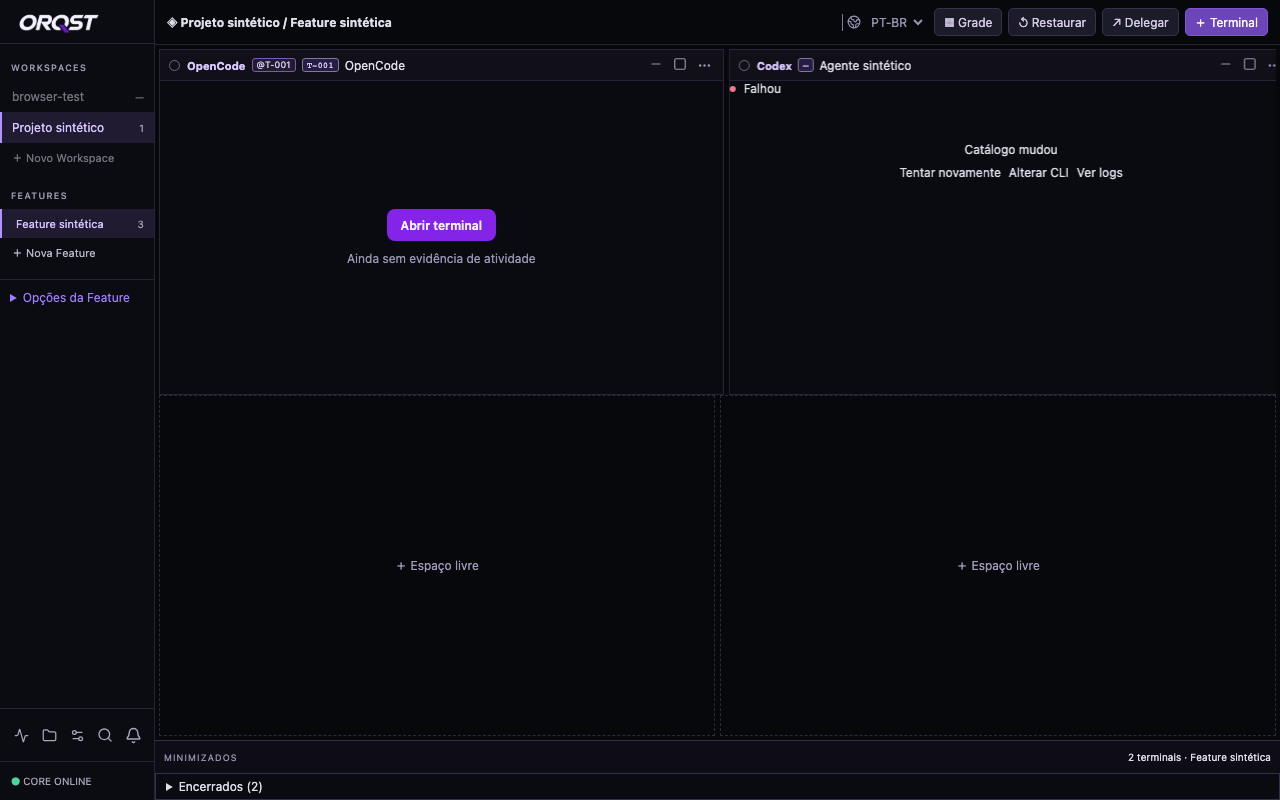 ORQST
◈ Projeto sintético / Feature sintética
PT-BR
Grade
Restaurar
Delegar
+ Terminal
WORKSPACES
browser-test –
Projeto sintético 1
+ Novo Workspace
FEATURES
Feature sintética 3
+ Nova Feature
Opções da Feature
OpenCode @T-001 T-001 OpenCode
Abrir terminal
Ainda sem evidência de atividade
Codex – Agente sintético
Falhou
Catálogo mudou
Tentar novamente Alterar CLI Ver logs
+ Espaço livre
+ Espaço livre
MINIMIZADOS
2 terminais · Feature sintética
Encerrados (2)
CORE ONLINE